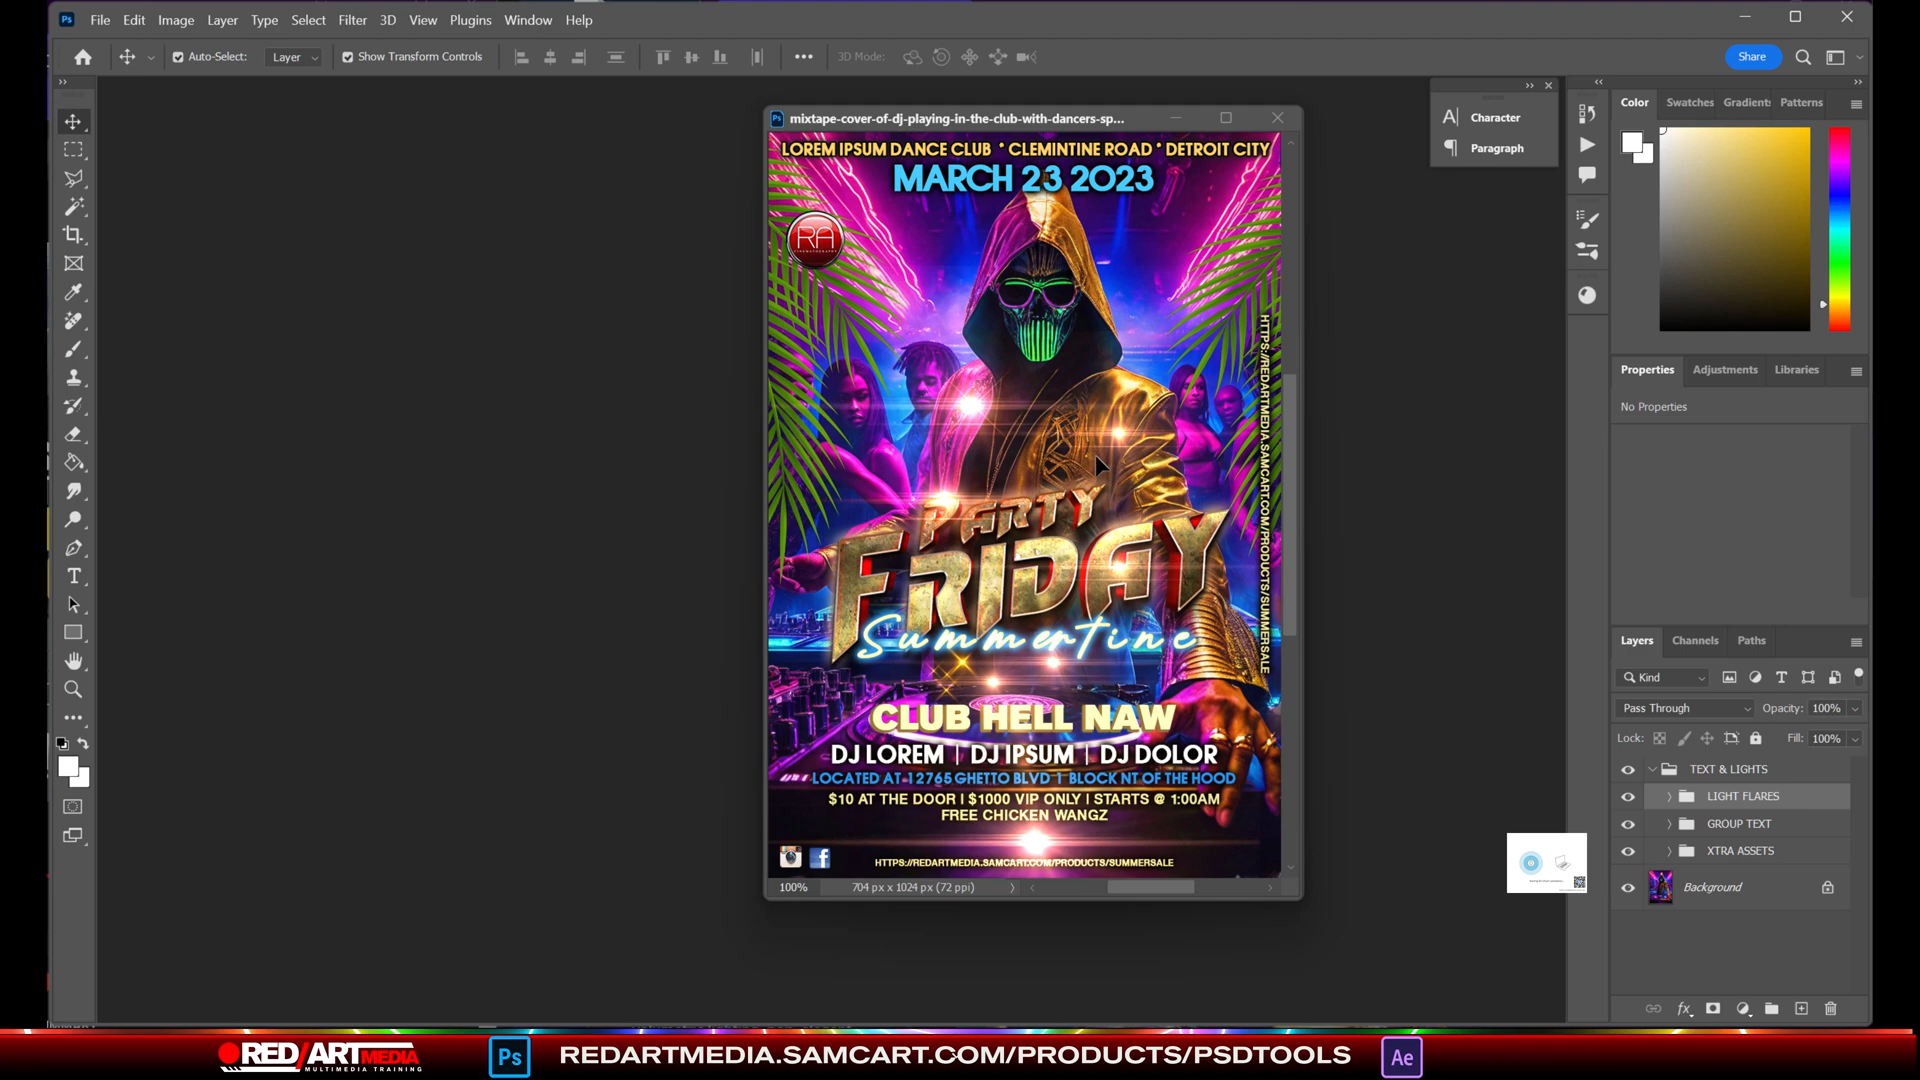 Ps File Edit Image Layer Type Select Filter 3D View Plugins Window Help
Auto-Select: Layer Show Transform Controls 3D Mode: Share
mixtape-cover-of-dj-playing-in-the-club-with-dancers-sp...
LOREM IPSUM DANCE CLUB * CLEMINTINE ROAD * DETROIT CITY
MARCH 23 2023
RA
HTTPS://REDARTMEDIA.SAMCART.COM/PRODUCTS/SUMMERSALE
PARTY
FRIDAY
Summertine
CLUB HELL NAW
DJ LOREM | DJ IPSUM | DJ DOLOR
LOCATED AT 12765 GHETTO BLVD | BLOCK NT OF THE HOOD
$10 AT THE DOOR | $1000 VIP ONLY | STARTS @ 1:00AM
FREE CHICKEN WANGZ
HTTPS://REDARTMEDIA.SAMCART.COM/PRODUCTS/SUMMERSALE
100% 704 px x 1024 px (72 ppi)
Character
Paragraph
Color Swatches Gradients Patterns
Properties Adjustments Libraries
No Properties
Layers Channels Paths
Kind
Pass Through Opacity: 100%
Lock: Fill: 100%
TEXT & LIGHTS
LIGHT FLARES
GROUP TEXT
XTRA ASSETS
Background
RED/ART MEDIA
MULTIMEDIA TRAINING
Ps
REDARTMEDIA.SAMCART.COM/PRODUCTS/PSDTOOLS
Ae